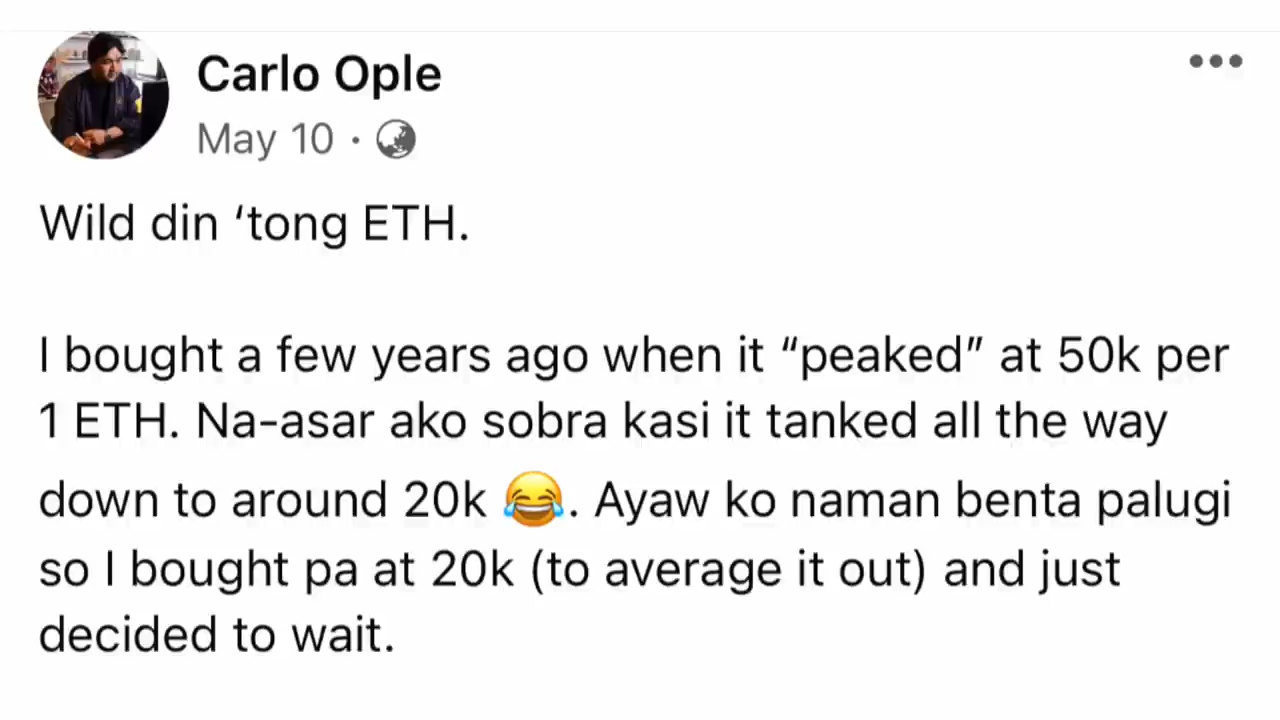 Carlo Ople
May 10 ·
Wild din ‘tong ETH.
I bought a few years ago when it “peaked” at 50k per
1 ETH. Na-asar ako sobra kasi it tanked all the way
down to around 20k 😂. Ayaw ko naman benta palugi
so I bought pa at 20k (to average it out) and just
decided to wait.